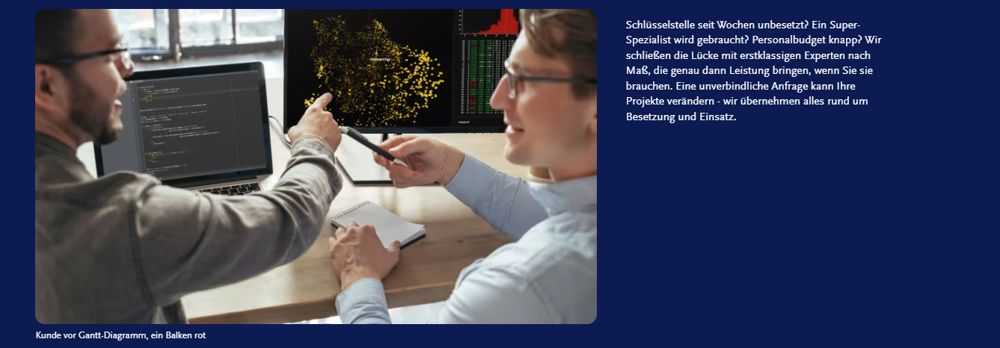 Schlüsselstelle seit Wochen unbesetzt? Ein Super-
Spezialist wird gebraucht? Personalbudget knapp? Wir
schließen die Lücke mit erstklassigen Experten nach
Maß, die genau dann Leistung bringen, wenn Sie sie
brauchen. Eine unverbindliche Anfrage kann Ihre
Projekte verändern - wir übernehmen alles rund um
Besetzung und Einsatz.
Kunde vor Gantt-Diagramm, ein Balken rot